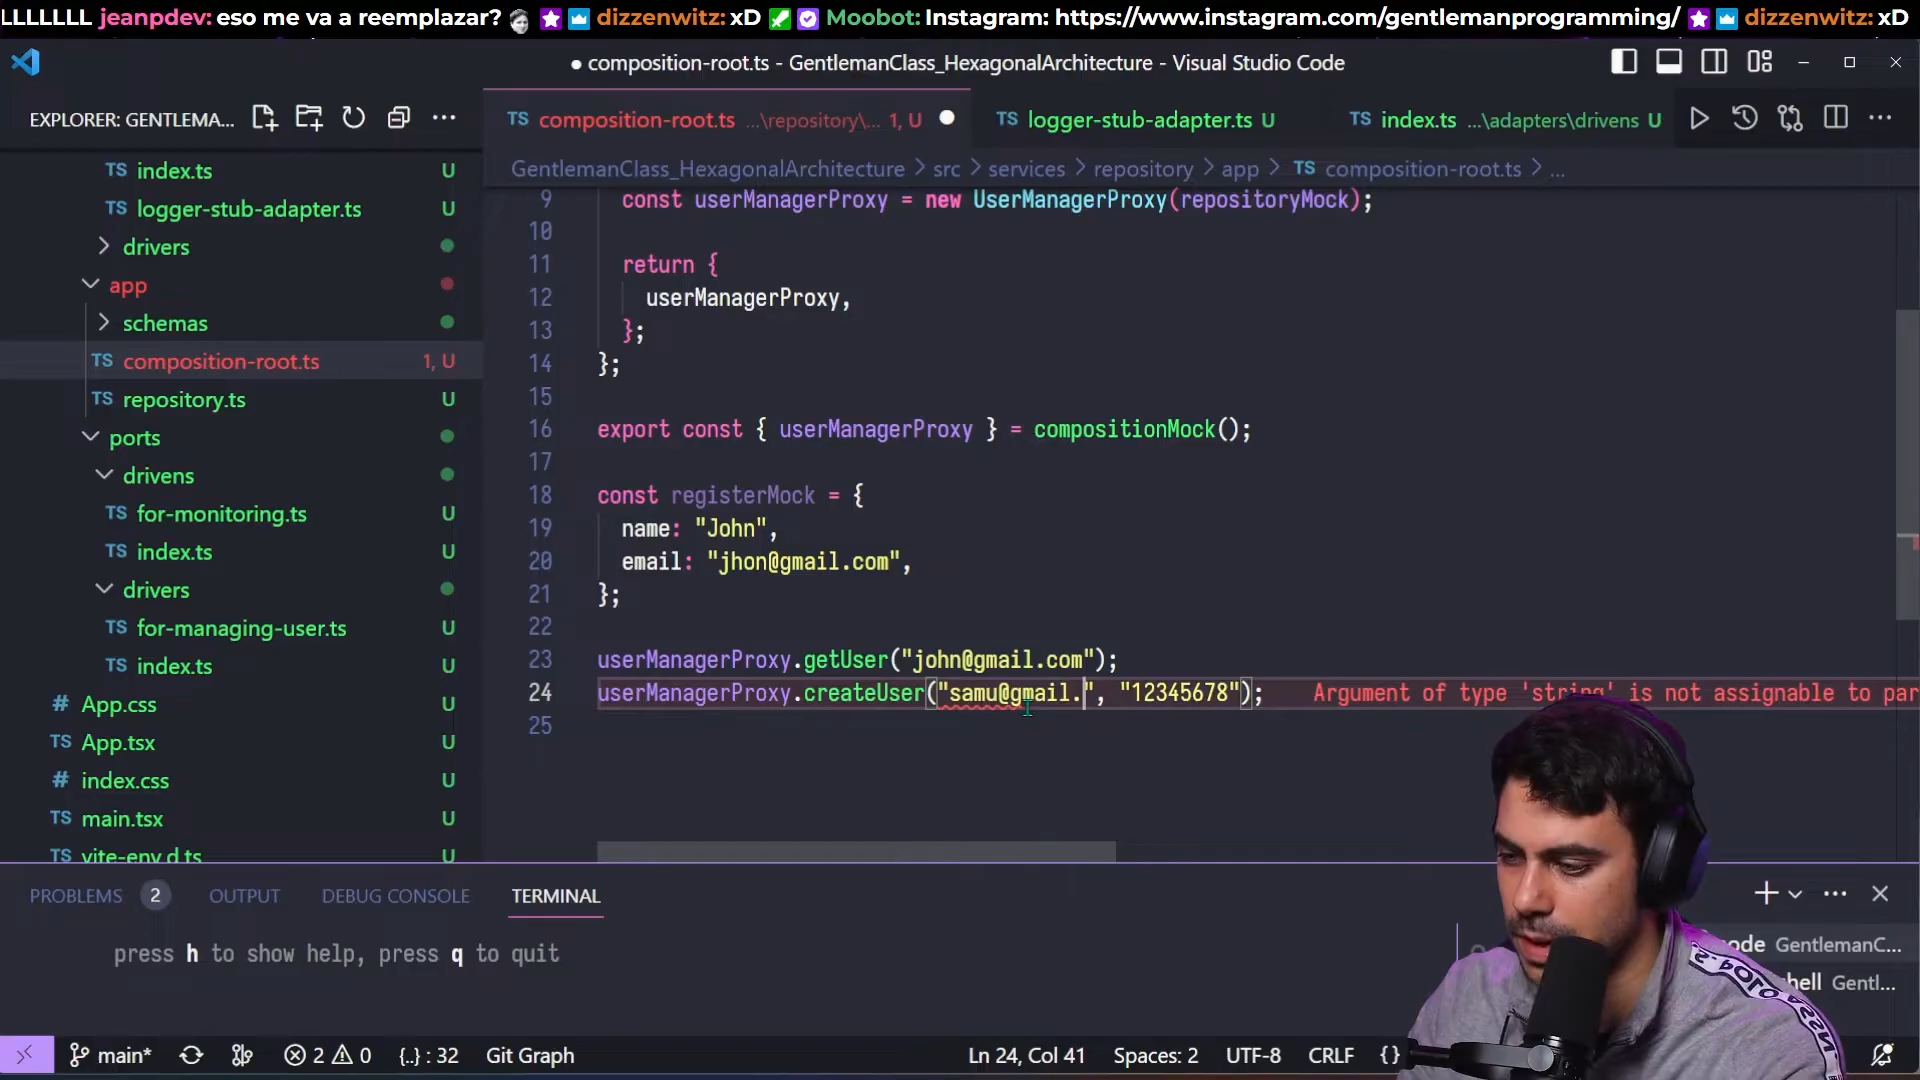 LLLLLLL jeanpdev: eso me va a reemplazar? dizzenwitz: xD Moobot: Instagram: https://www.instagram.com/gentlemanprogramming/ dizzenwitz: xD
● composition-root.ts - GentlemanClass_HexagonalArchitecture - Visual Studio Code
EXPLORER: GENTLEMA...
TS composition-root.ts ...\repository\... 1, U
TS logger-stub-adapter.ts U
TS index.ts ...\adapters\drivens U
GentlemanClass_HexagonalArchitecture > src > services > repository > app > TS composition-root.ts > ...
TS index.ts U
TS logger-stub-adapter.ts U
drivers
app
schemas
TS composition-root.ts 1, U
TS repository.ts U
ports
drivens
TS for-monitoring.ts U
TS index.ts U
drivers
TS for-managing-user.ts U
TS index.ts U
# App.css U
TS App.tsx U
# index.css U
TS main.tsx U
TS vite-env.d.ts U
9 const userManagerProxy = new UserManagerProxy(repositoryMock);
10
11 return {
12 userManagerProxy,
13 };
14 };
15
16 export const { userManagerProxy } = compositionMock();
17
18 const registerMock = {
19 name: "John",
20 email: "jhon@gmail.com",
21 };
22
23 userManagerProxy.getUser("john@gmail.com");
24 userManagerProxy.createUser("samu@gmail.", "12345678"); Argument of type 'string' is not assignable to par
25
PROBLEMS 2 OUTPUT DEBUG CONSOLE TERMINAL
press h to show help, press q to quit
node GentlemanC...
hell Gentl...
main* 2 0 {..} : 32 Git Graph
Ln 24, Col 41 Spaces: 2 UTF-8 CRLF {}